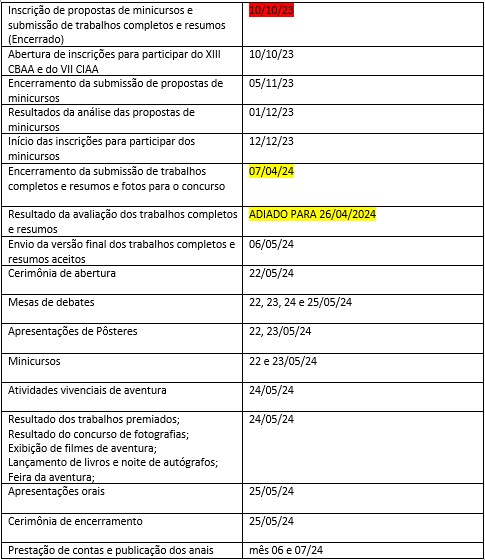 Inscrição de propostas de minicursos e
submissão de trabalhos completos e resumos
(Encerrado)
10/10/23
Abertura de inscrições para participar do XIII
CBAA e do VII CIAA
10/10/23
Encerramento da submissão de propostas de
minicursos
05/11/23
Resultados da análise das propostas de
minicursos
01/12/23
Início das inscrições para participar dos
minicursos
12/12/23
Encerramento da submissão de trabalhos
completos e resumos e fotos para o concurso
07/04/24
Resultado da avaliação dos trabalhos completos
e resumos
ADIADO PARA 26/04/2024
Envio da versão final dos trabalhos completos e
resumos aceitos
06/05/24
Cerimônia de abertura
22/05/24
Mesas de debates
22, 23, 24 e 25/05/24
Apresentações de Pôsteres
22, 23/05/24
Minicursos
22 e 23/05/24
Atividades vivenciais de aventura
24/05/24
Resultado dos trabalhos premiados;
Resultado do concurso de fotografias;
Exibição de filmes de aventura;
Lançamento de livros e noite de autógrafos;
Feira da aventura;
24/05/24
Apresentações orais
25/05/24
Cerimônia de encerramento
25/05/24
Prestação de contas e publicação dos anais
mês 06 e 07/24